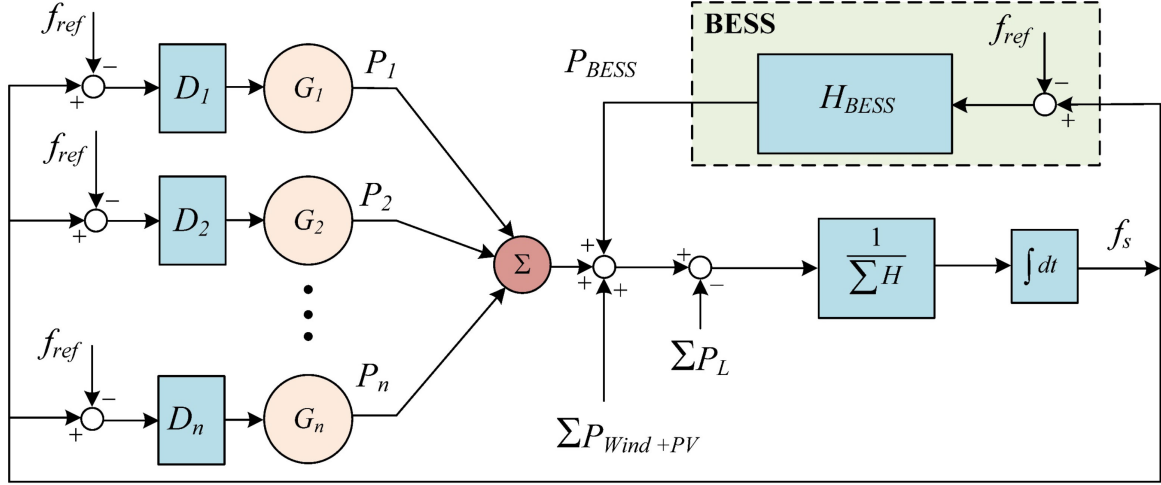 f_ref
−
+
D_1
G_1
P_1
P_BESS
BESS
H_BESS
f_ref
−
+
f_ref
−
+
D_2
G_2
P_2
Σ
+
+
+
+
−
1
∑ H
∫ dt
f_s
ΣP_L
ΣP_Wind +PV
f_ref
−
+
D_n
G_n
P_n